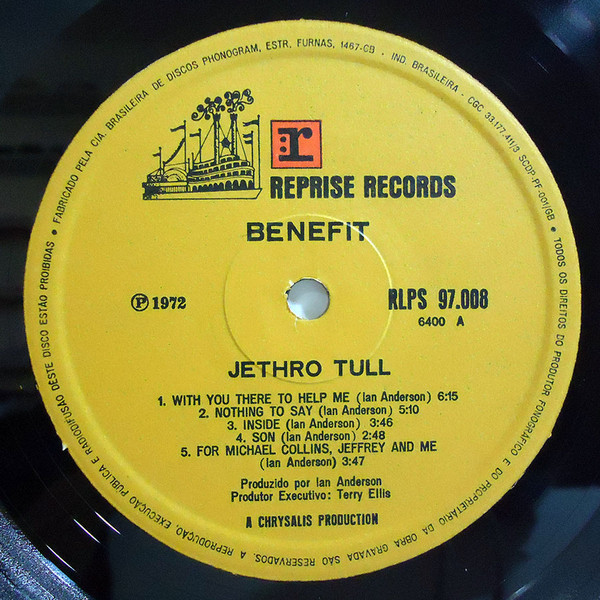 FABRICADO PELA CIA. BRASILEIRA DE DISCOS PHONOGRAM, ESTR. FURNAS, 1467-GB - IND. BRASILEIRA - CGC 33.177.411/3 SCDP-PF-001/GB • TODOS OS DIREITOS DO PRODUTOR FONOGRÁFICO E DO PROPRIETÁRIO DA OBRA GRAVADA SÃO RESERVADOS. A REPRODUÇÃO, EXECUÇÃO PÚBLICA E RADIODIFUSÃO DESTE DISCO ESTÃO PROIBIDAS •
r:
REPRISE RECORDS
BENEFIT
℗ 1972
RLPS 97.008
6400 A
JETHRO TULL
1. WITH YOU THERE TO HELP ME (Ian Anderson) 6:15
2. NOTHING TO SAY (Ian Anderson) 5:10
3. INSIDE (Ian Anderson) 3:46
4. SON (Ian Anderson) 2:48
5. FOR MICHAEL COLLINS, JEFFREY AND ME
(Ian Anderson) 3:47
Produzido por Ian Anderson
Produtor Executivo: Terry Ellis
A CHRYSALIS PRODUCTION